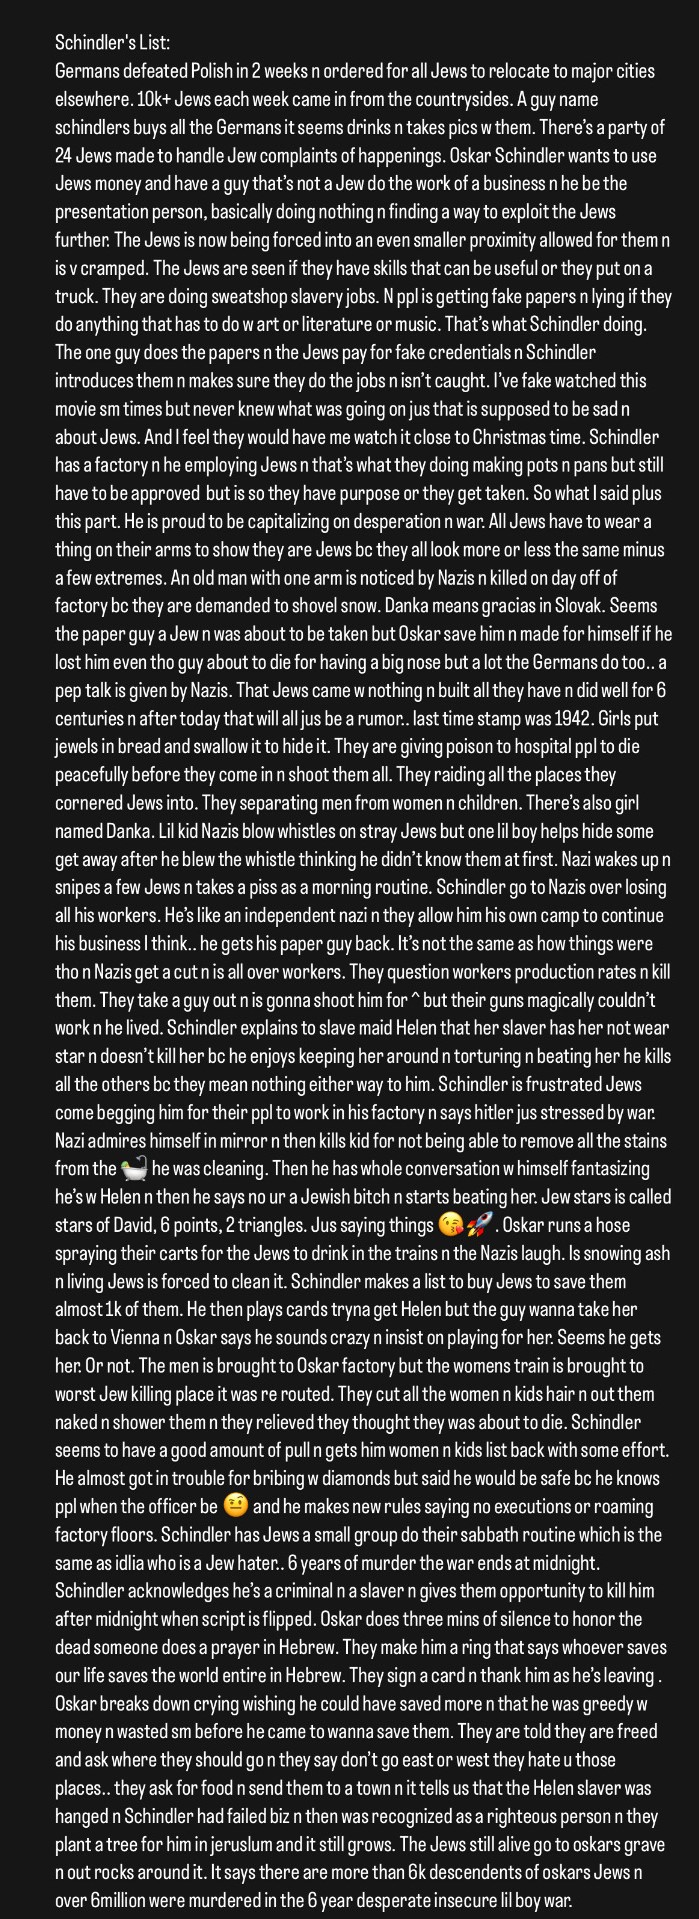 Schindler's List:
Germans defeated Polish in 2 weeks n ordered for all Jews to relocate to major cities
elsewhere. 10k+ Jews each week came in from the countrysides. A guy name
schindlers buys all the Germans it seems drinks n takes pics w them. There's a party of
24 Jews made to handle Jew complaints of happenings. Oskar Schindler wants to use
Jews money and have a guy that's not a Jew do the work of a business n he be the
presentation person, basically doing nothing n finding a way to exploit the Jews
further. The Jews is now being forced into an even smaller proximity allowed for them n
is v cramped. The Jews are seen if they have skills that can be useful or they put on a
truck. They are doing sweatshop slavery jobs. N ppl is getting fake papers n lying if they
do anything that has to do w art or literature or music. That's what Schindler doing.
The one guy does the papers n the Jews pay for fake credentials n Schindler
introduces them n makes sure they do the jobs n isn't caught. I've fake watched this
movie sm times but never knew what was going on jus that is supposed to be sad n
about Jews. And I feel they would have me watch it close to Christmas time. Schindler
has a factory n he employing Jews n that's what they doing making pots n pans but still
have to be approved  but is so they have purpose or they get taken. So what I said plus
this part. He is proud to be capitalizing on desperation n war. All Jews have to wear a
thing on their arms to show they are Jews bc they all look more or less the same minus
a few extremes. An old man with one arm is noticed by Nazis n killed on day off of
factory bc they are demanded to shovel snow. Danka means gracias in Slovak. Seems
the paper guy a Jew n was about to be taken but Oskar save him n made for himself if he
lost him even tho guy about to die for having a big nose but a lot the Germans do too.. a
pep talk is given by Nazis. That Jews came w nothing n built all they have n did well for 6
centuries n after today that will all jus be a rumor.. last time stamp was 1942. Girls put
jewels in bread and swallow it to hide it. They are giving poison to hospital ppl to die
peacefully before they come in n shoot them all. They raiding all the places they
cornered Jews into. They separating men from women n children. There's also girl
named Danka. Lil kid Nazis blow whistles on stray Jews but one lil boy helps hide some
get away after he blew the whistle thinking he didn't know them at first. Nazi wakes up n
snipes a few Jews n takes a piss as a morning routine. Schindler go to Nazis over losing
all his workers. He's like an independent nazi n they allow him his own camp to continue
his business I think.. he gets his paper guy back. It's not the same as how things were
tho n Nazis get a cut n is all over workers. They question workers production rates n kill
them. They take a guy out n is gonna shoot him for ^ but their guns magically couldn't
work n he lived. Schindler explains to slave maid Helen that her slaver has her not wear
star n doesn't kill her bc he enjoys keeping her around n torturing n beating her he kills
all the others bc they mean nothing either way to him. Schindler is frustrated Jews
come begging him for their ppl to work in his factory n says hitler jus stressed by war.
Nazi admires himself in mirror n then kills kid for not being able to remove all the stains
from the 🛁 he was cleaning. Then he has whole conversation w himself fantasizing
he's w Helen n then he says no ur a Jewish bitch n starts beating her. Jew stars is called
stars of David, 6 points, 2 triangles. Jus saying things 😘🚀. Oskar runs a hose
spraying their carts for the Jews to drink in the trains n the Nazis laugh. Is snowing ash
n living Jews is forced to clean it. Schindler makes a list to buy Jews to save them
almost 1k of them. He then plays cards tryna get Helen but the guy wanna take her
back to Vienna n Oskar says he sounds crazy n insist on playing for her. Seems he gets
her. Or not. The men is brought to Oskar factory but the womens train is brought to
worst Jew killing place it was re routed. They cut all the women n kids hair n out them
naked n shower them n they relieved they thought they was about to die. Schindler
seems to have a good amount of pull n gets him women n kids list back with some effort.
He almost got in trouble for bribing w diamonds but said he would be safe bc he knows
ppl when the officer be 🤨 and he makes new rules saying no executions or roaming
factory floors. Schindler has Jews a small group do their sabbath routine which is the
same as idlia who is a Jew hater.. 6 years of murder the war ends at midnight.
Schindler acknowledges he's a criminal n a slaver n gives them opportunity to kill him
after midnight when script is flipped. Oskar does three mins of silence to honor the
dead someone does a prayer in Hebrew. They make him a ring that says whoever saves
our life saves the world entire in Hebrew. They sign a card n thank him as he's leaving .
Oskar breaks down crying wishing he could have saved more n that he was greedy w
money n wasted sm before he came to wanna save them. They are told they are freed
and ask where they should go n they say don't go east or west they hate u those
places.. they ask for food n send them to a town n it tells us that the Helen slaver was
hanged n Schindler had failed biz n then was recognized as a righteous person n they
plant a tree for him in jeruslum and it still grows. The Jews still alive go to oskars grave
n out rocks around it. It says there are more than 6k descendents of oskars Jews n
over 6million were murdered in the 6 year desperate insecure lil boy war.